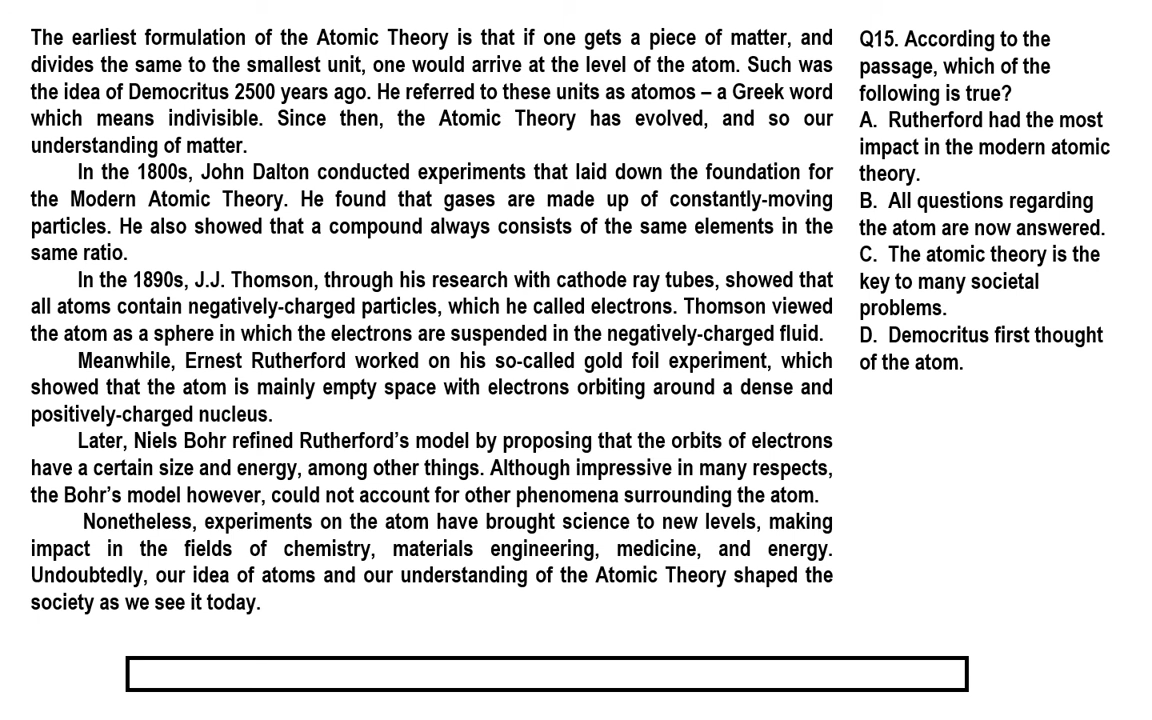 The earliest formulation of the Atomic Theory is that if one gets a piece of matter, and
divides the same to the smallest unit, one would arrive at the level of the atom. Such was
the idea of Democritus 2500 years ago. He referred to these units as atomos – a Greek word
which means indivisible. Since then, the Atomic Theory has evolved, and so our
understanding of matter.
In the 1800s, John Dalton conducted experiments that laid down the foundation for
the Modern Atomic Theory. He found that gases are made up of constantly-moving
particles. He also showed that a compound always consists of the same elements in the
same ratio.
In the 1890s, J.J. Thomson, through his research with cathode ray tubes, showed that
all atoms contain negatively-charged particles, which he called electrons. Thomson viewed
the atom as a sphere in which the electrons are suspended in the negatively-charged fluid.
Meanwhile, Ernest Rutherford worked on his so-called gold foil experiment, which
showed that the atom is mainly empty space with electrons orbiting around a dense and
positively-charged nucleus.
Later, Niels Bohr refined Rutherford's model by proposing that the orbits of electrons
have a certain size and energy, among other things. Although impressive in many respects,
the Bohr's model however, could not account for other phenomena surrounding the atom.
Nonetheless, experiments on the atom have brought science to new levels, making
impact in the fields of chemistry, materials engineering, medicine, and energy.
Undoubtedly, our idea of atoms and our understanding of the Atomic Theory shaped the
society as we see it today.
Q15. According to the
passage, which of the
following is true?
A. Rutherford had the most
impact in the modern atomic
theory.
B. All questions regarding
the atom are now answered.
C. The atomic theory is the
key to many societal
problems.
D. Democritus first thought
of the atom.